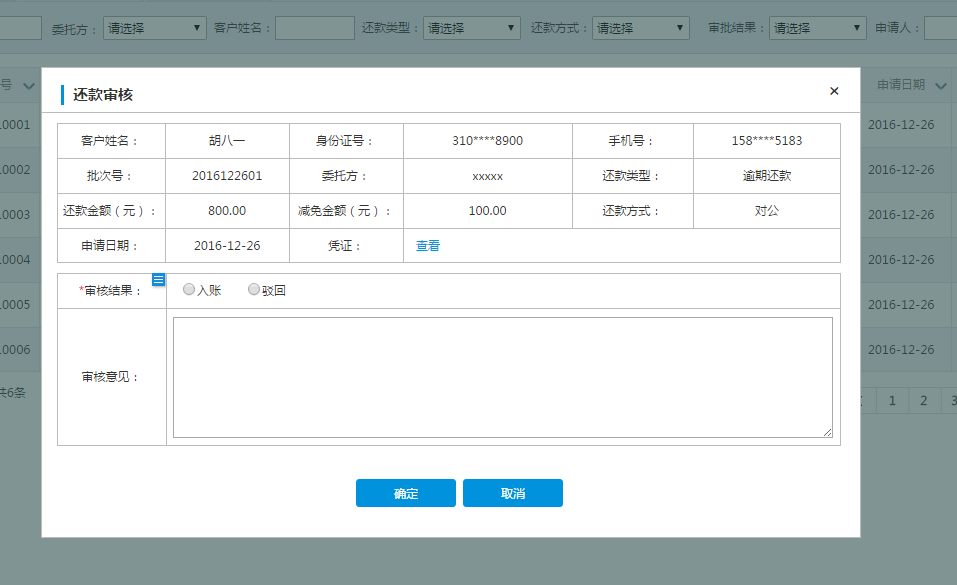 委托方： 请选择 客户姓名： 还款类型： 请选择 还款方式： 请选择 审批结果： 请选择 申请人：
号 申请日期
还款审核 ×
客户姓名： 胡八一 身份证号： 310****8900 手机号： 158****5183
0001 2016-12-26
批次号： 2016122601 委托方： xxxxx 还款类型： 逾期还款
0002 2016-12-26
还款金额（元）： 800.00 减免金额（元）： 100.00 还款方式： 对公
0003 2016-12-26
申请日期： 2016-12-26 凭证： 查看
0004 2016-12-26
*审核结果： 入账 驳回
0005 2016-12-26
0006 2016-12-26
审核意见：
共6条 1 2 3
确定 取消